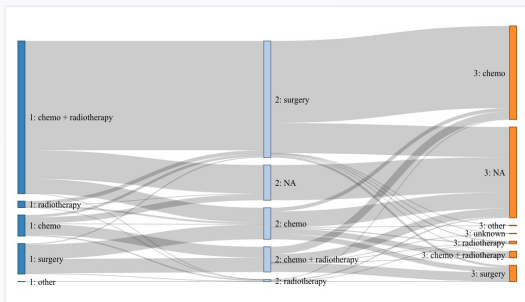 1: chemo + radiotherapy
1: radiotherapy
1: chemo
1: surgery
1: other
2: surgery
2: NA
2: chemo
2: chemo + radiotherapy
2: radiotherapy
3: chemo
3: NA
3: other
3: unknown
3: radiotherapy
3: chemo + radiotherapy
3: surgery